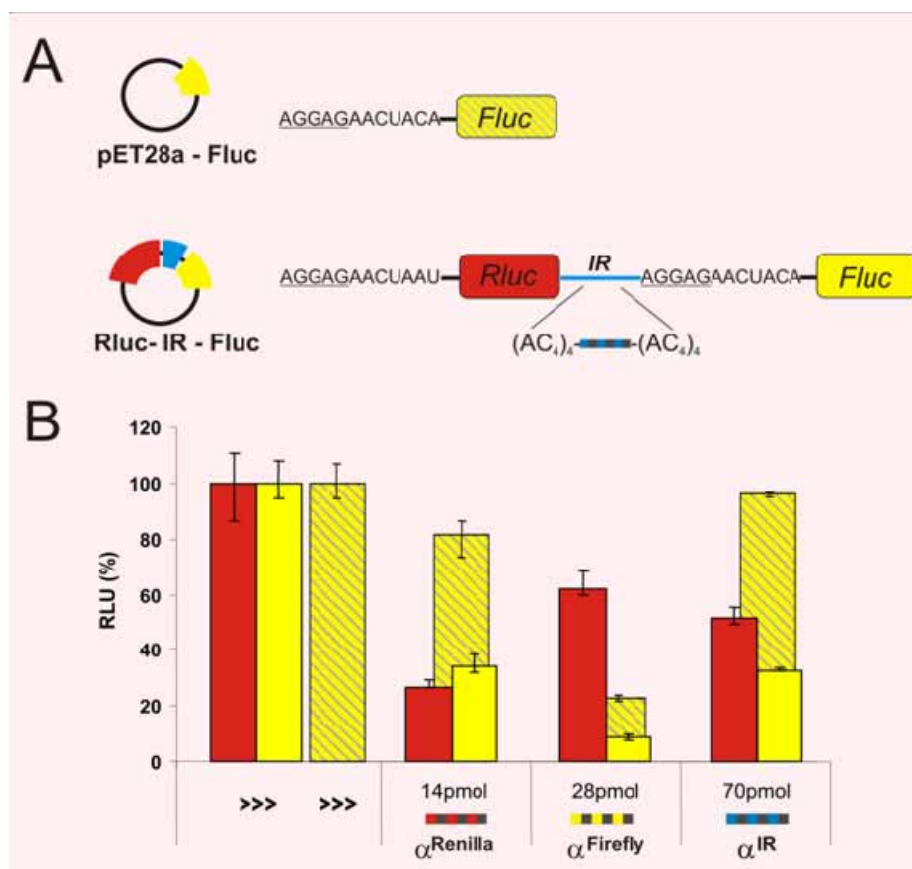 A
AGGAGAACUACA Fluc
pET28a - Fluc
AGGAGAACUAAU Rluc IR AGGAGAACUACA Fluc
(AC₄)₄ (AC₄)₄
Rluc- IR - Fluc
B
RLU (%)
120
100
80
60
40
20
0
>>> >>> 14pmol 28pmol 70pmol
αRenilla αFirefly αIR